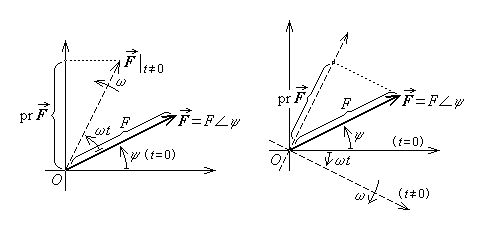 F⃗|t≠0
ω
pr F⃗
ωt
F
F⃗=F∠ψ
ψ (t=0)
O
pr F⃗
F
F⃗=F∠ψ
ψ
(t=0)
O
ωt
ω
(t≠0)